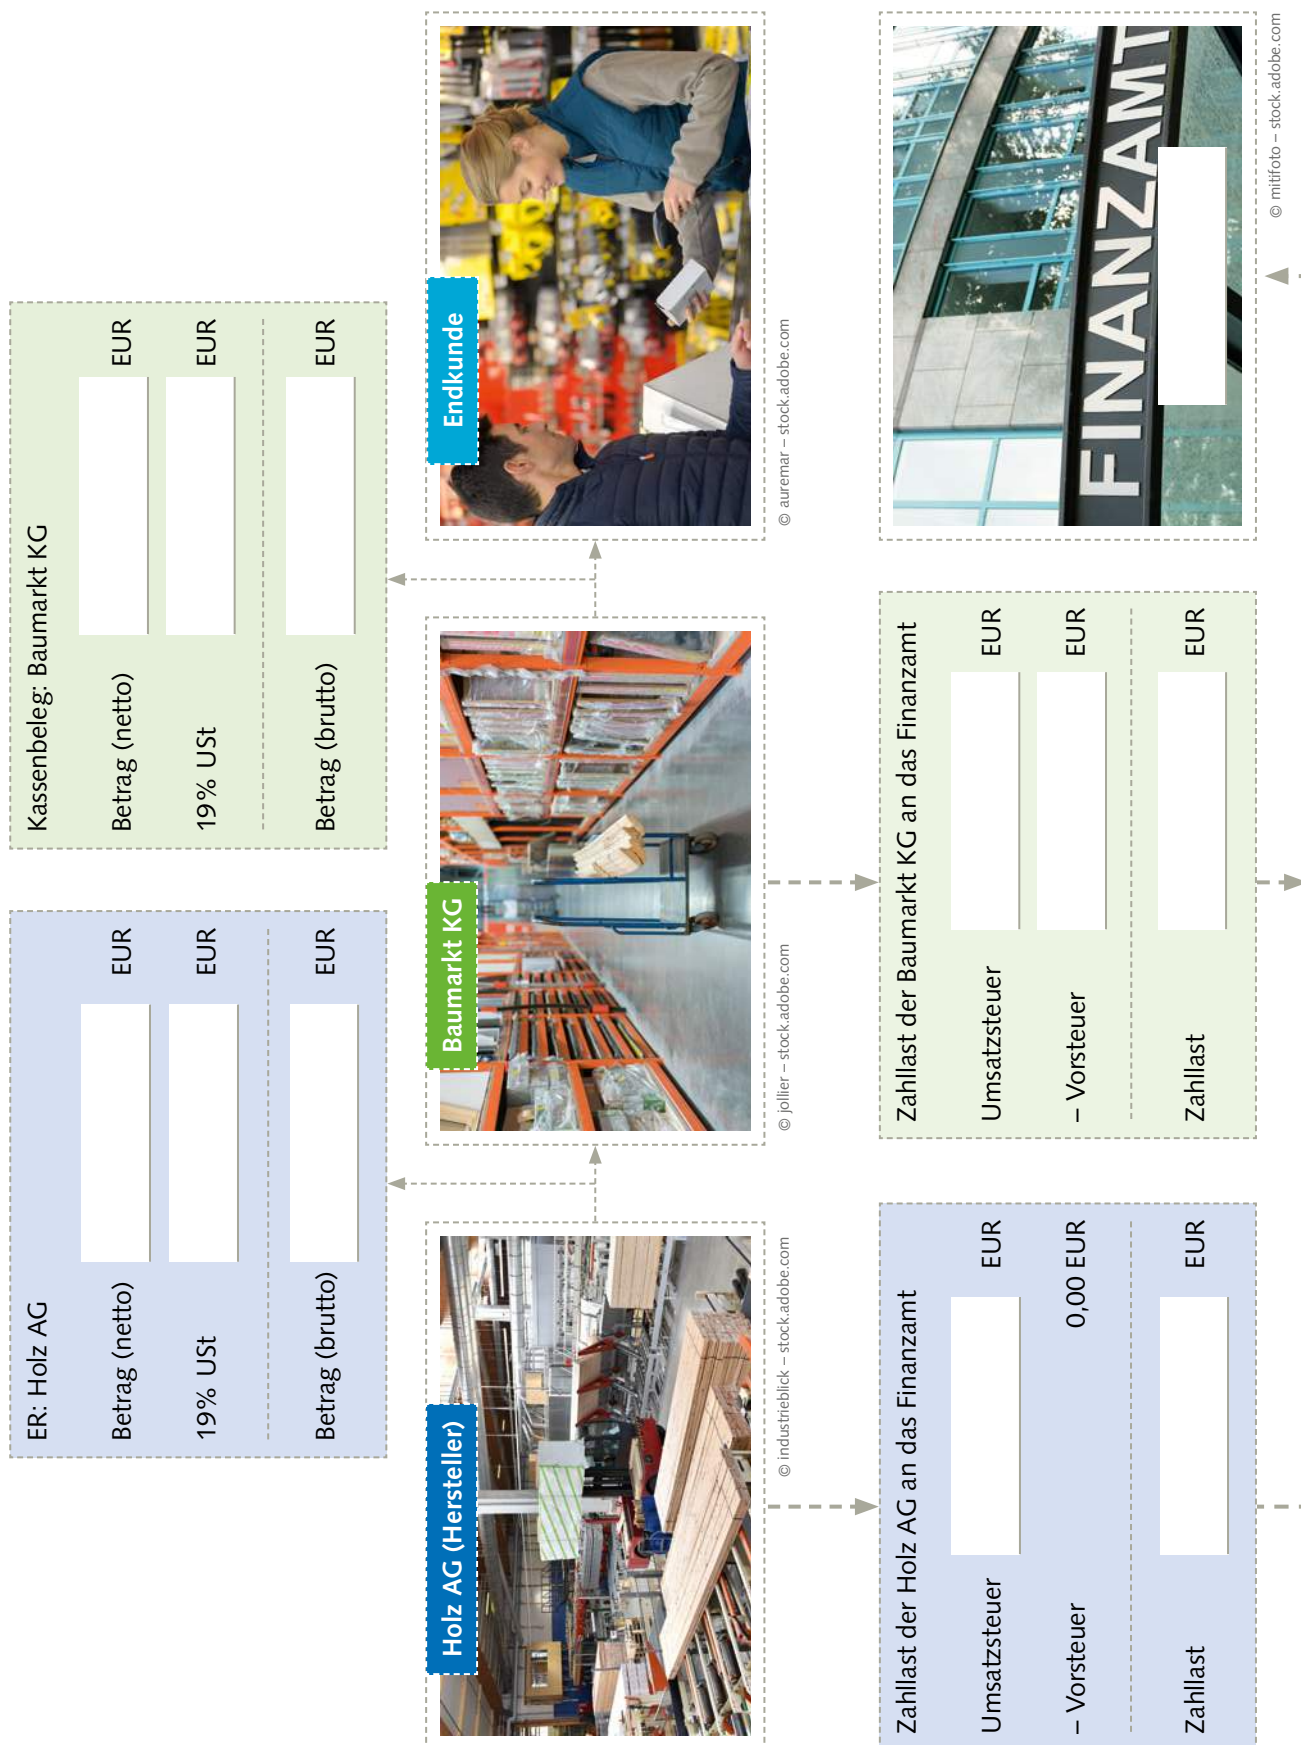 ER: Holz AG
Betrag (netto) EUR
19% USt EUR
Betrag (brutto) EUR
Kassenbeleg: Baumarkt KG
Betrag (netto) EUR
19% USt EUR
Betrag (brutto) EUR
Holz AG (Hersteller)
© industrieblick – stock.adobe.com
Baumarkt KG
© jollier – stock.adobe.com
Endkunde
© auremar – stock.adobe.com
Zahllast der Holz AG an das Finanzamt
Umsatzsteuer EUR
– Vorsteuer 0,00 EUR
Zahllast EUR
Zahllast der Baumarkt KG an das Finanzamt
Umsatzsteuer EUR
– Vorsteuer EUR
Zahllast EUR
FINANZAMT
© mitifoto – stock.adobe.com